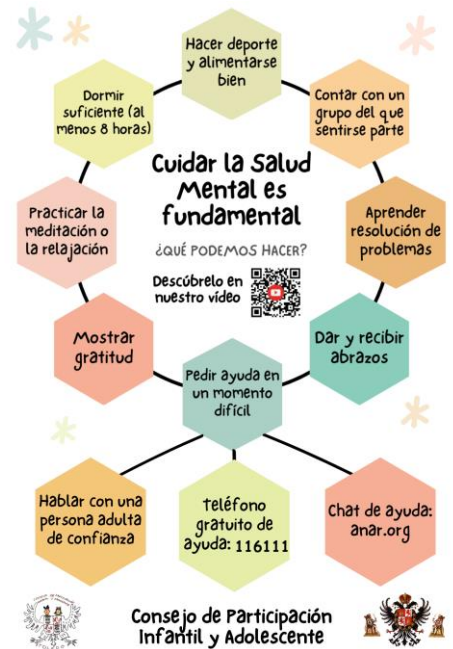 Hacer deporte
y alimentarse
bien
Dormir
suficiente (al
menos 8 horas)
Contar con un
grupo del que
sentirse parte
Cuidar la Salud
Mental es
fundamental
Practicar la
meditación o
la relajación
Aprender
resolución de
problemas
¿QUÉ PODEMOS HACER?
Descúbrelo en
nuestro vídeo
Mostrar
gratitud
Dar y recibir
abrazos
Pedir ayuda en
un momento
difícil
Hablar con una
persona adulta
de confianza
Teléfono
gratuito de
ayuda: 116111
Chat de ayuda:
anar.org
Consejo de Participación
Infantil y Adolescente